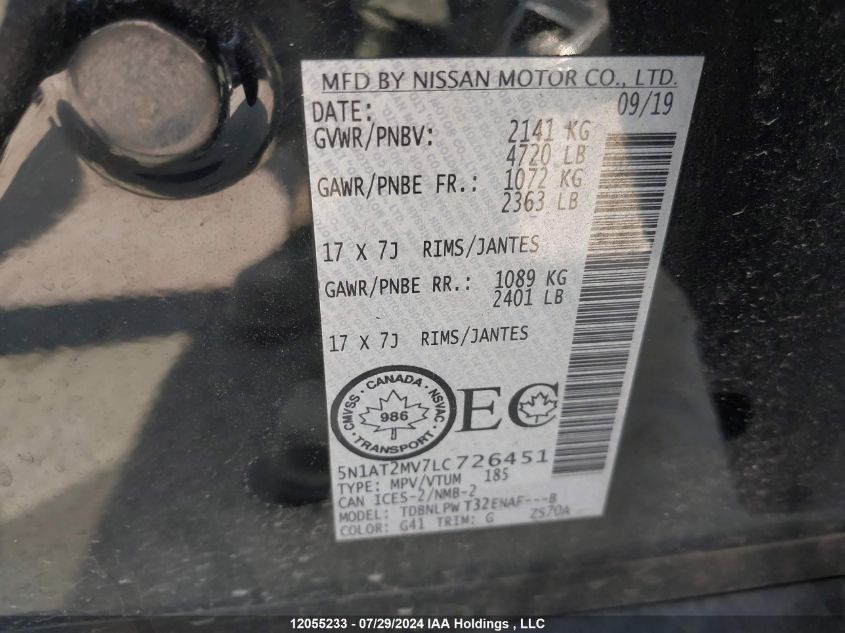 MFD BY NISSAN MOTOR CO., LTD.
DATE: 09/19
GVWR/PNBV: 2141 KG
4720 LB
GAWR/PNBE FR.: 1072 KG
2363 LB
17 X 7J RIMS/JANTES
GAWR/PNBE RR.: 1089 KG
2401 LB
17 X 7J RIMS/JANTES
CANADA
CMVSS NSVAC
986
TRANSPORT
EC
5N1AT2MV7LC726451
TYPE: MPV/VTUM 185
CAN ICES-2/NMB-2
MODEL: TDBNLPW T32ENAF---B
COLOR: G41 TRIM: G ZS70A
12055233 - 07/29/2024 IAA Holdings , LLC